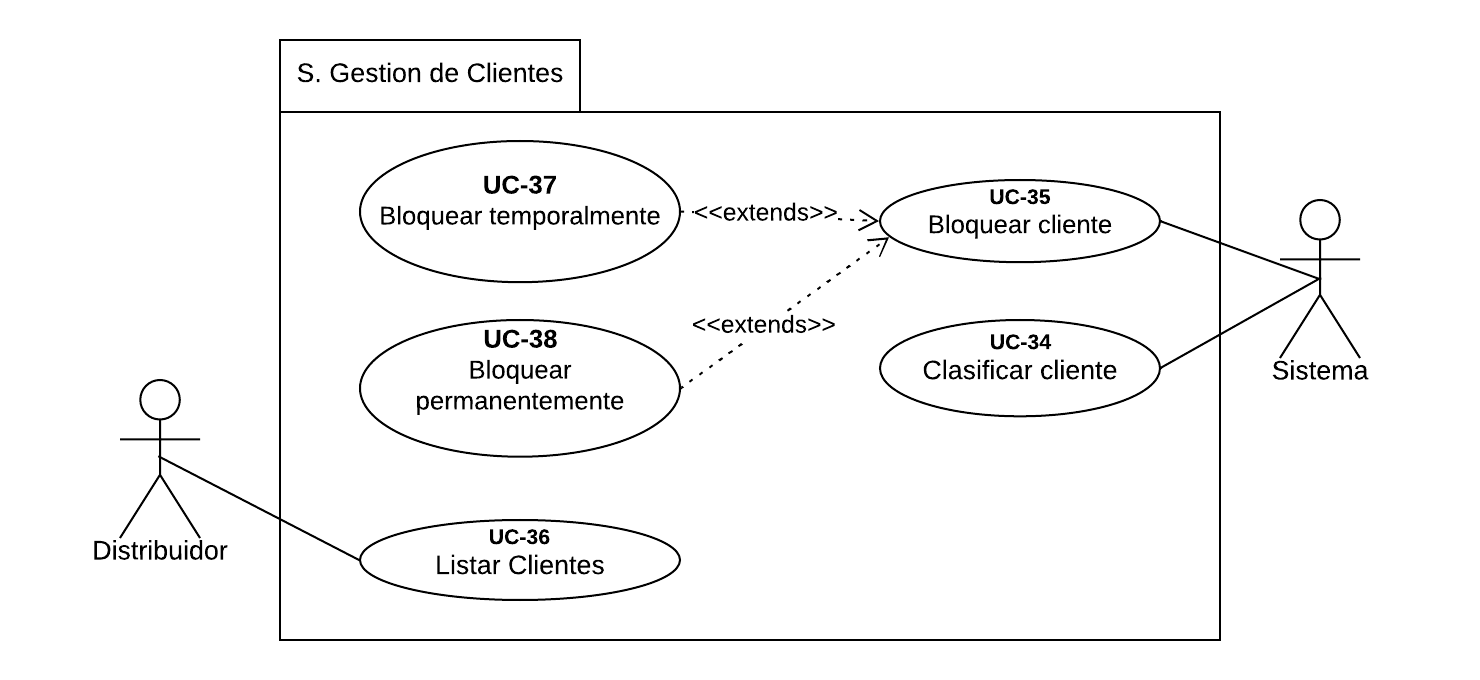 S. Gestion de Clientes
UC-37
Bloquear temporalmente
<<extends>>
UC-35
Bloquear cliente
UC-38
Bloquear
permanentemente
<<extends>>
UC-34
Clasificar cliente
Sistema
Distribuidor
UC-36
Listar Clientes